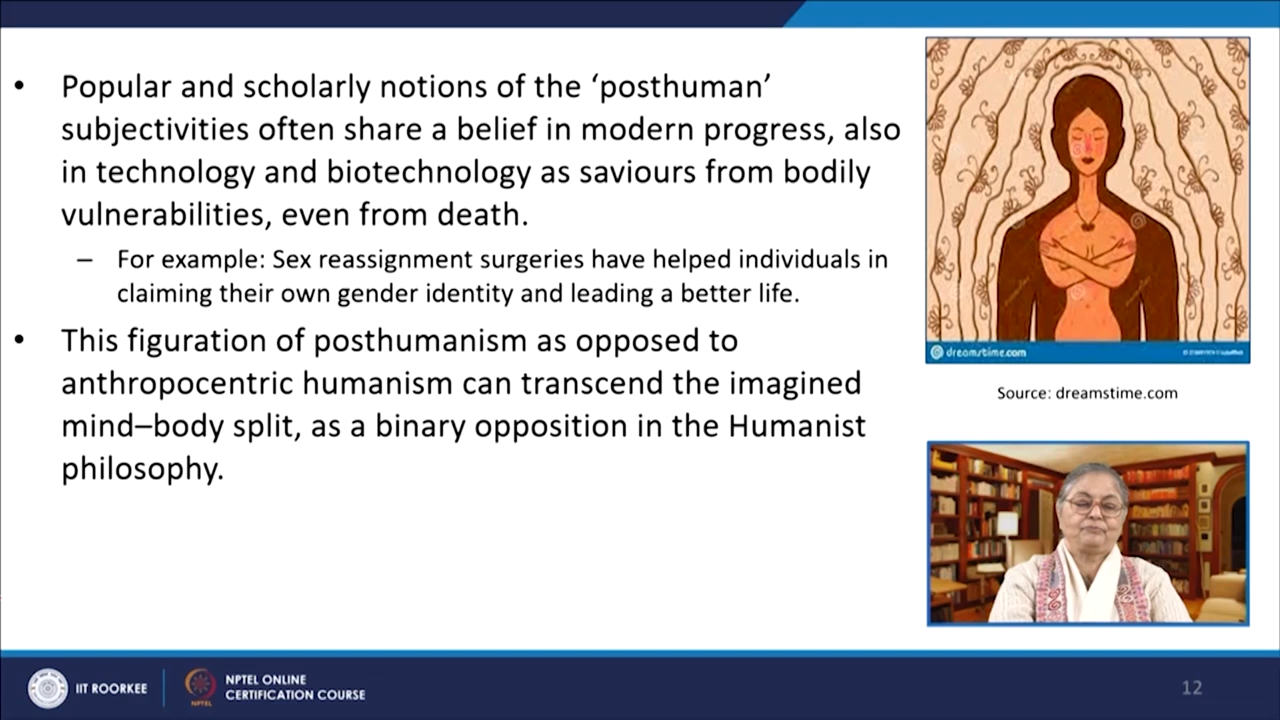 • Popular and scholarly notions of the ‘posthuman’
subjectivities often share a belief in modern progress, also
in technology and biotechnology as saviours from bodily
vulnerabilities, even from death.
– For example: Sex reassignment surgeries have helped individuals in
claiming their own gender identity and leading a better life.
• This figuration of posthumanism as opposed to
anthropocentric humanism can transcend the imagined
mind–body split, as a binary opposition in the Humanist
philosophy.
dreamstime.com
Source: dreamstime.com
IIT ROORKEE
NPTEL
NPTEL ONLINE
CERTIFICATION COURSE
12